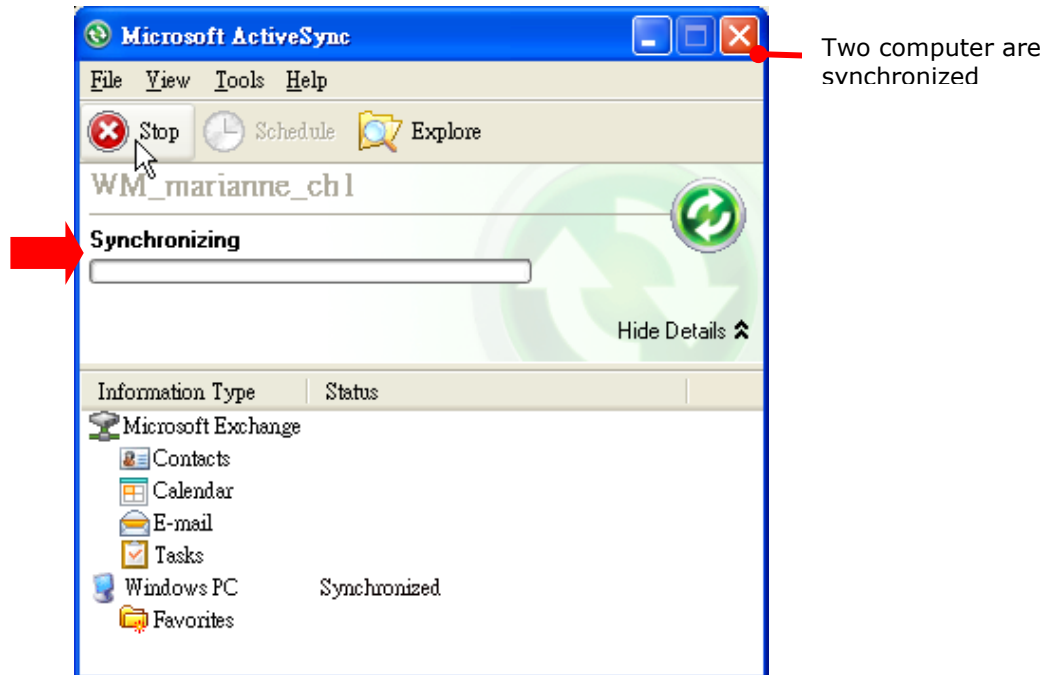 Microsoft ActiveSync
Two computer are
synchronized
File View Tools Help
Stop Schedule Explore
WM_marianne_ch1
Synchronizing
Hide Details
Information Type Status
Microsoft Exchange
Contacts
Calendar
E-mail
Tasks
Windows PC Synchronized
Favorites